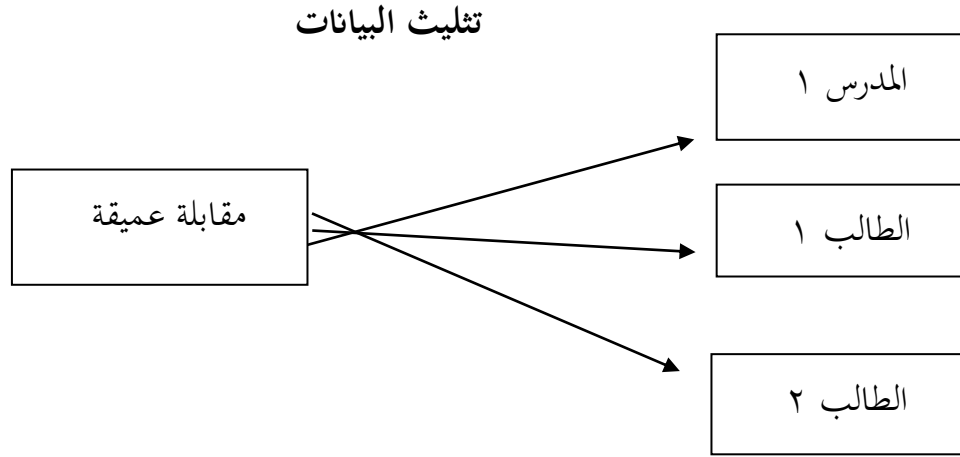 تثليث البيانات
المدرس ١
مقابلة عميقة
الطالب ١
الطالب ٢